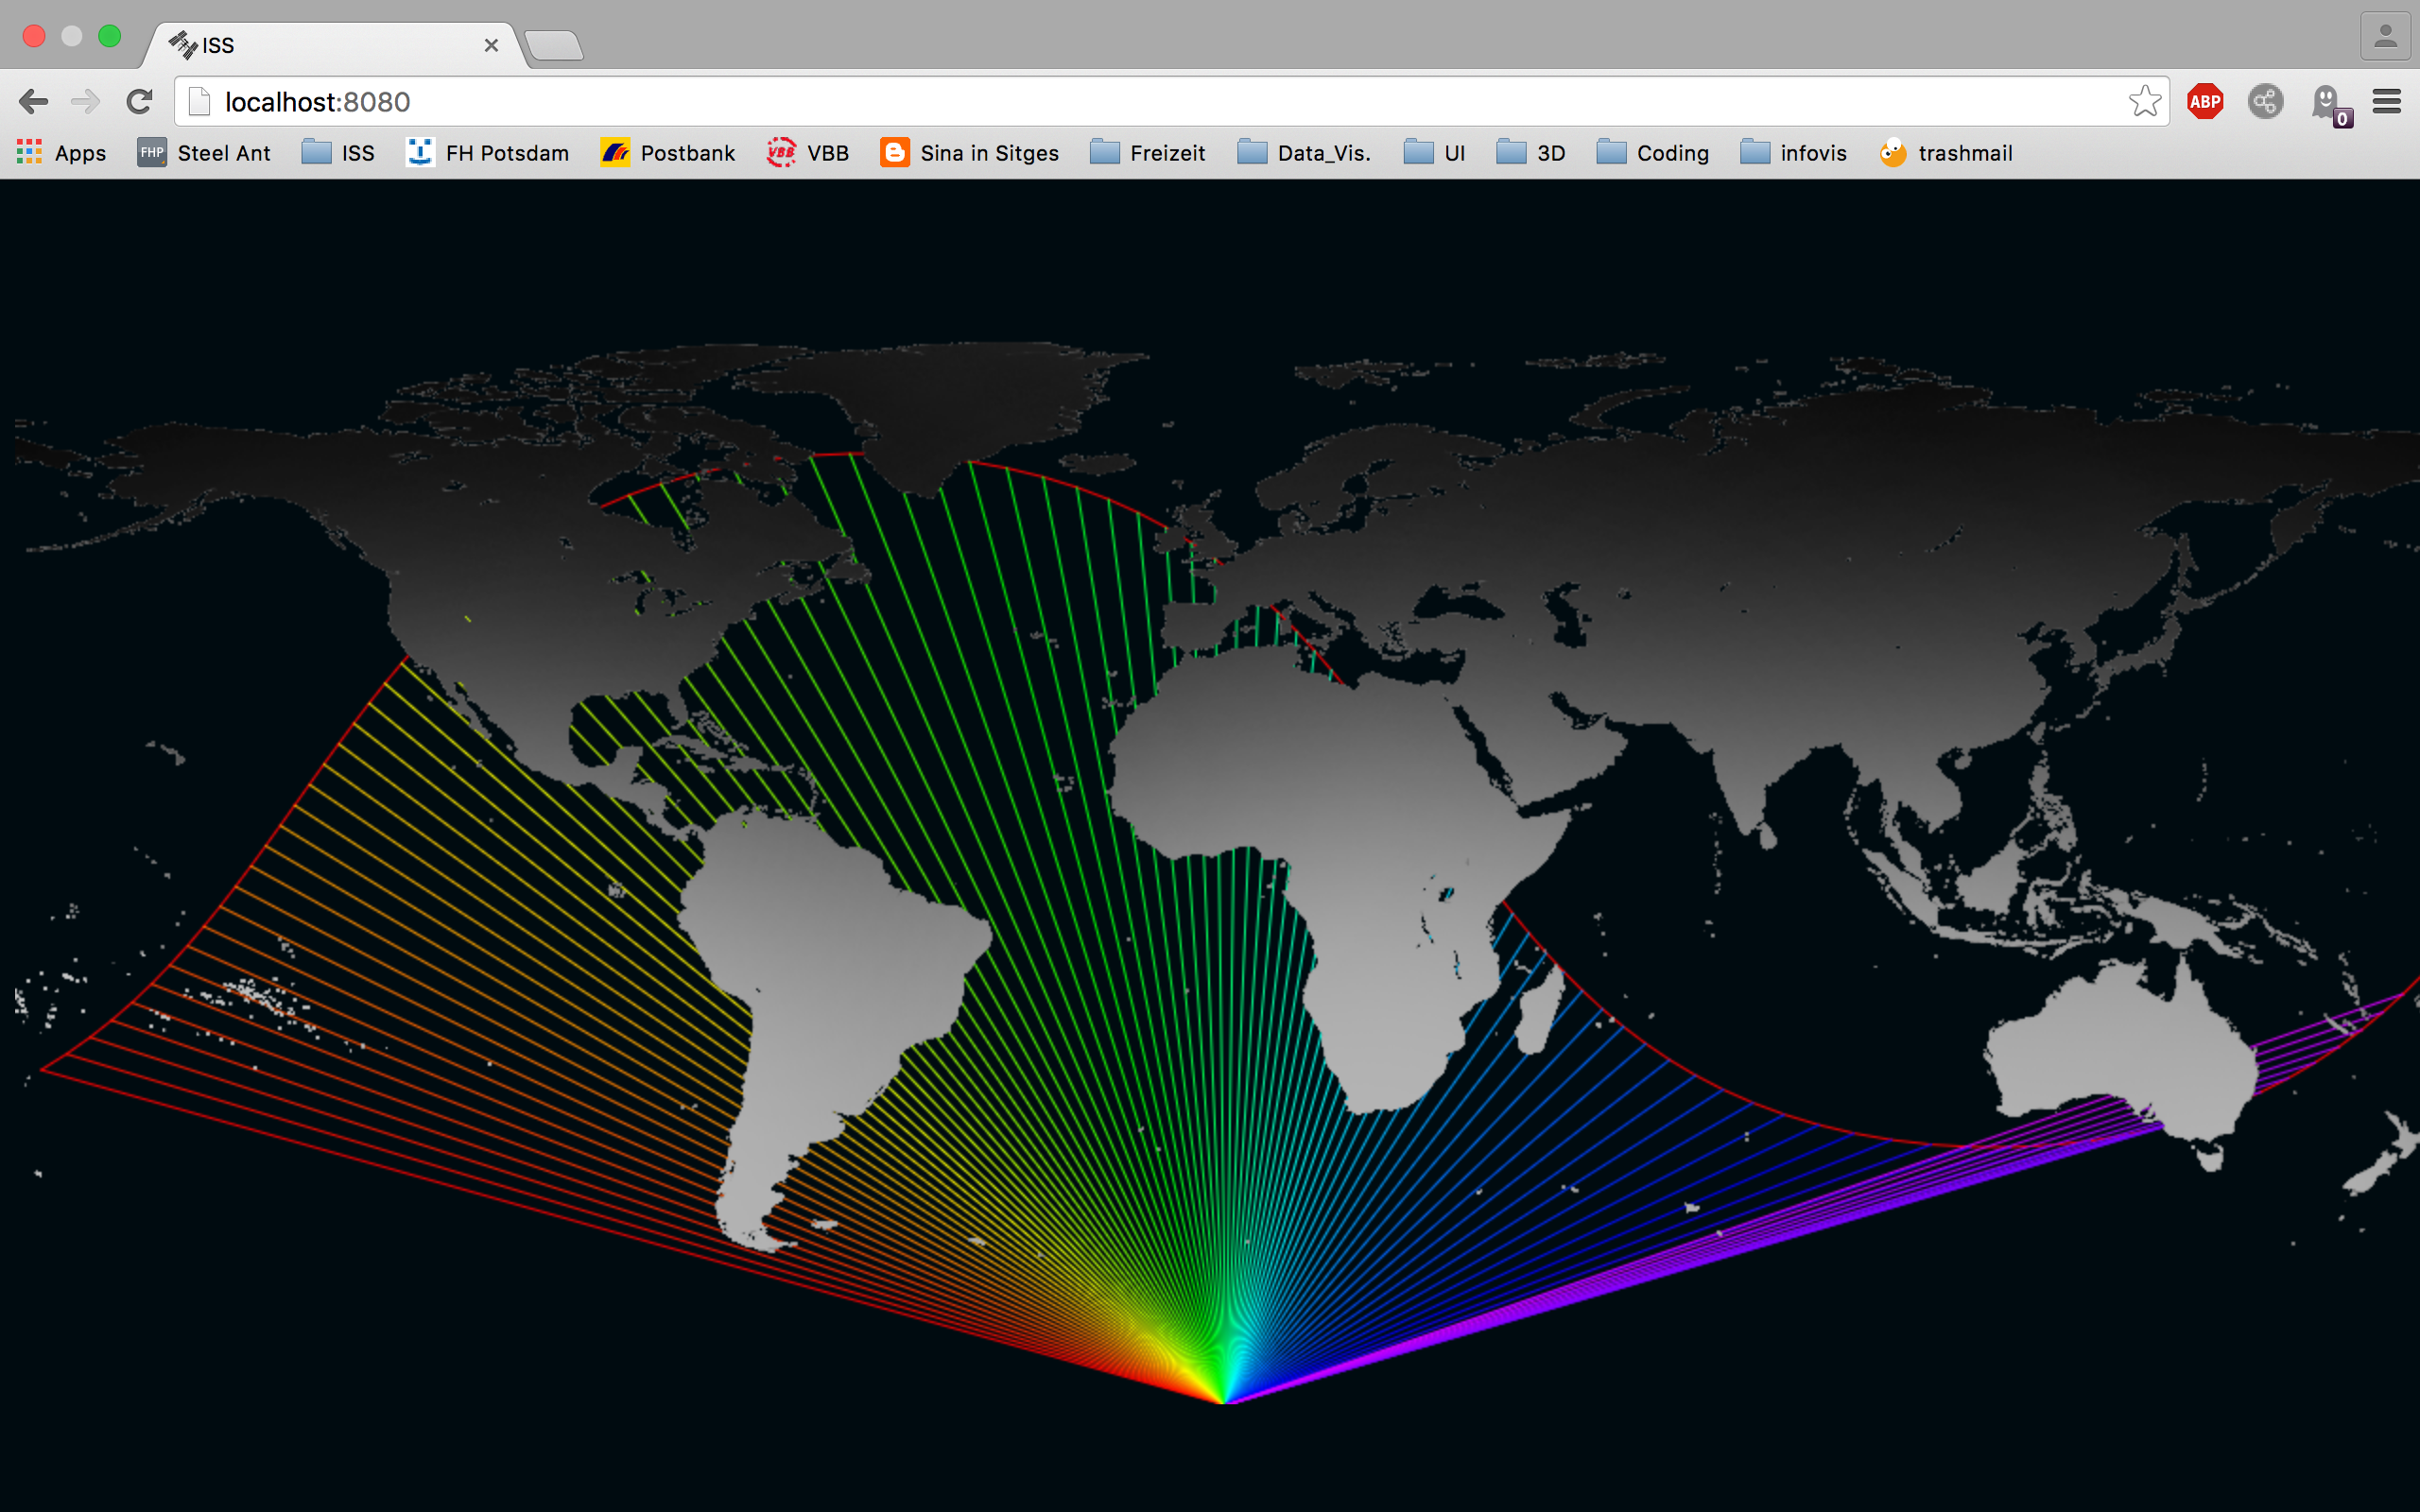 ISS
localhost:8080
ABP
0
Apps FHP Steel Ant ISS FH Potsdam Postbank VBB VBB Sina in Sitges Freizeit Data_Vis. UI 3D Coding infovis trashmail